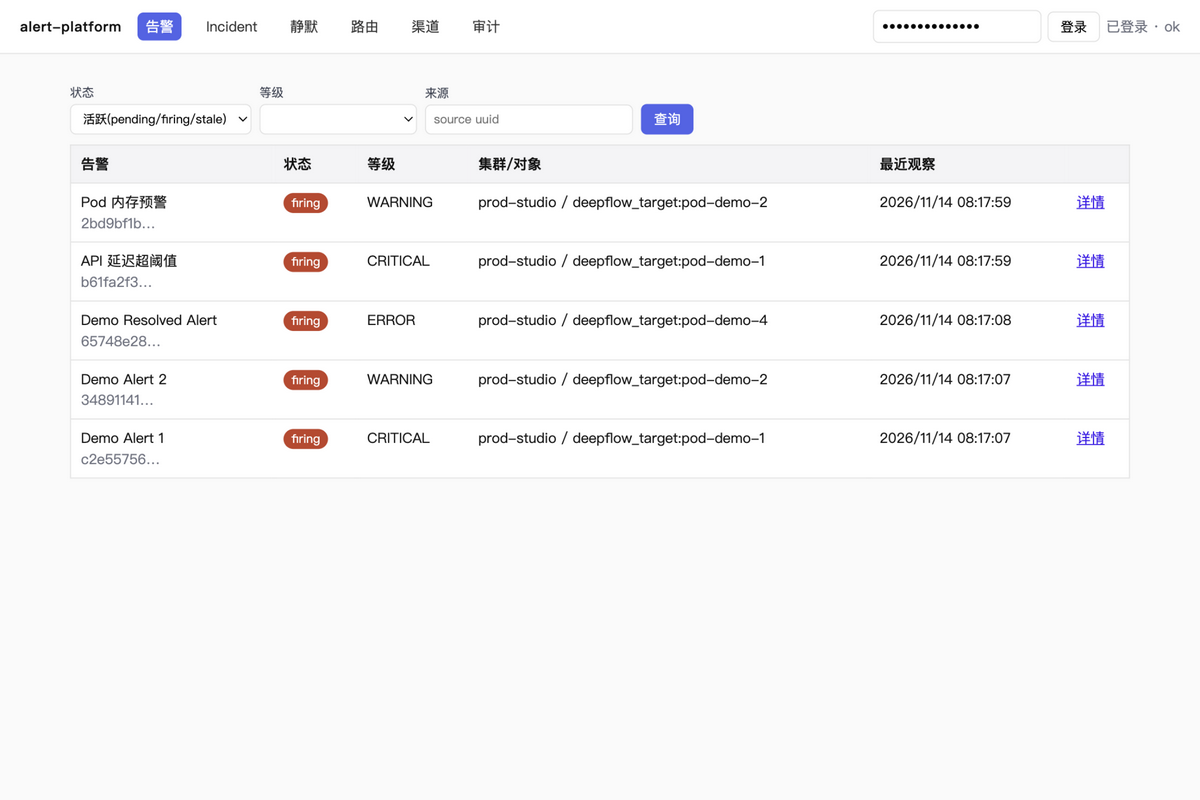 alert-platform 告警 Incident 静默 路由 渠道 审计 •••••••••••••• 登录 已登录 · ok
状态 等级 来源
活跃(pending/firing/stale) source uuid 查询
告警 状态 等级 集群/对象 最近观察
Pod 内存预警 firing WARNING prod-studio / deepflow_target:pod-demo-2 2026/11/14 08:17:59 详情
2bd9bf1b…
API 延迟超阈值 firing CRITICAL prod-studio / deepflow_target:pod-demo-1 2026/11/14 08:17:59 详情
b61fa2f3…
Demo Resolved Alert firing ERROR prod-studio / deepflow_target:pod-demo-4 2026/11/14 08:17:08 详情
65748e28…
Demo Alert 2 firing WARNING prod-studio / deepflow_target:pod-demo-2 2026/11/14 08:17:07 详情
34891141…
Demo Alert 1 firing CRITICAL prod-studio / deepflow_target:pod-demo-1 2026/11/14 08:17:07 详情
c2e55756…